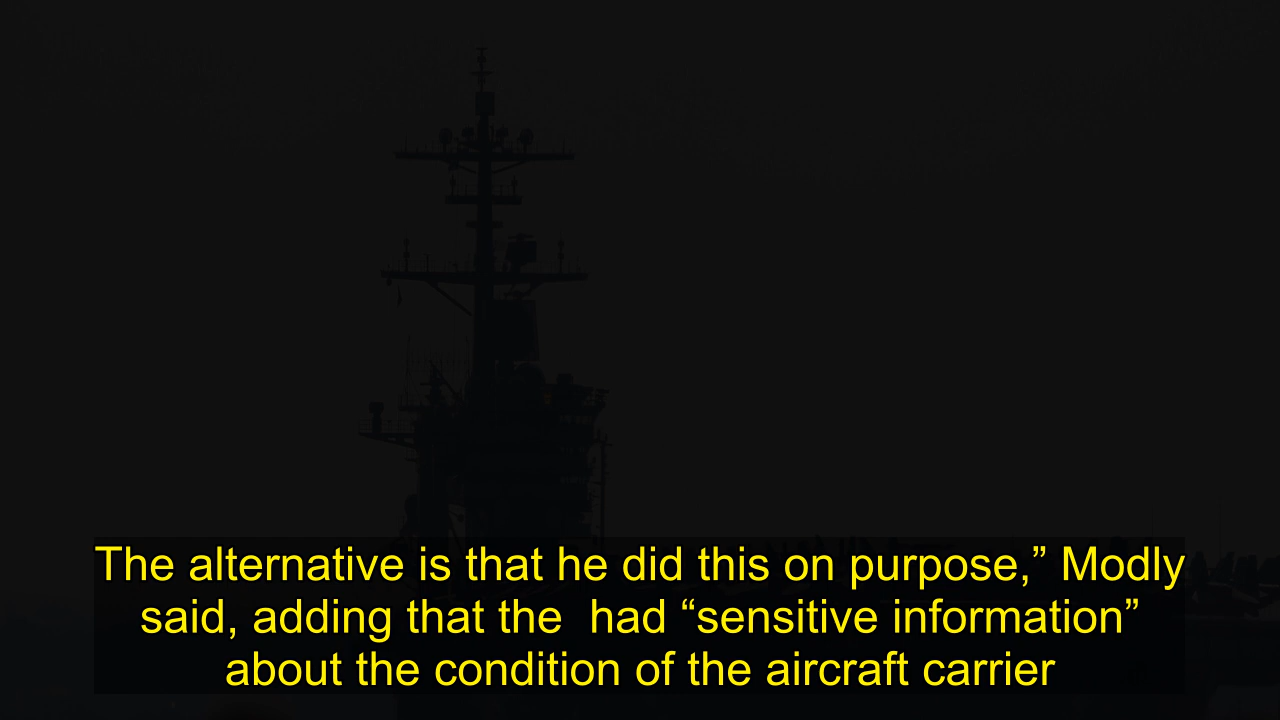 The alternative is that he did this on purpose,” Modly
said, adding that the  had “sensitive information”
about the condition of the aircraft carrier